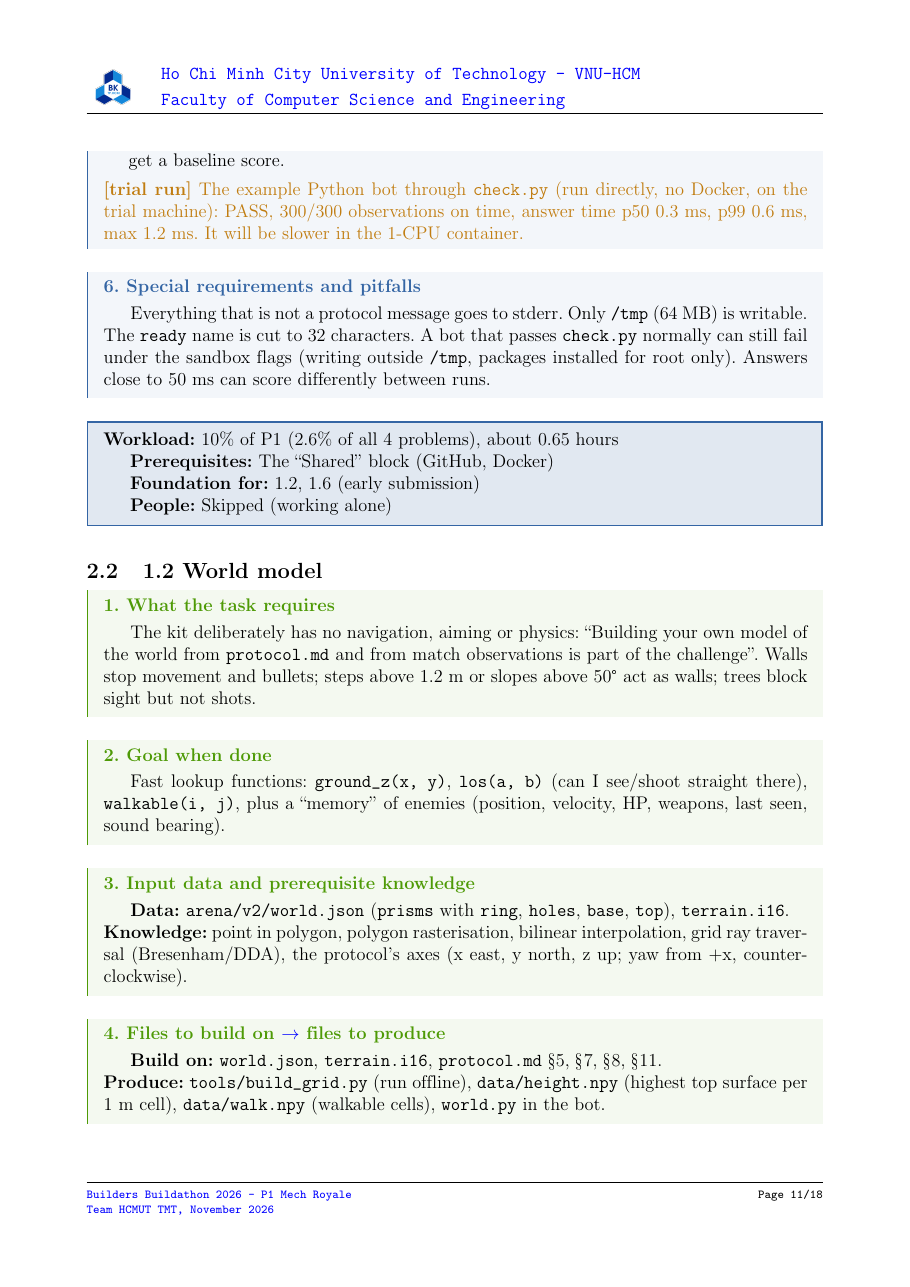 BK
Ho Chi Minh City University of Technology - VNU-HCM
Faculty of Computer Science and Engineering
get a baseline score.
[trial run] The example Python bot through check.py (run directly, no Docker, on the
trial machine): PASS, 300/300 observations on time, answer time p50 0.3 ms, p99 0.6 ms,
max 1.2 ms. It will be slower in the 1-CPU container.
6. Special requirements and pitfalls
Everything that is not a protocol message goes to stderr. Only /tmp (64 MB) is writable.
The ready name is cut to 32 characters. A bot that passes check.py normally can still fail
under the sandbox flags (writing outside /tmp, packages installed for root only). Answers
close to 50 ms can score differently between runs.
Workload: 10% of P1 (2.6% of all 4 problems), about 0.65 hours
Prerequisites: The “Shared” block (GitHub, Docker)
Foundation for: 1.2, 1.6 (early submission)
People: Skipped (working alone)
2.2 1.2 World model
1. What the task requires
The kit deliberately has no navigation, aiming or physics: “Building your own model of
the world from protocol.md and from match observations is part of the challenge”. Walls
stop movement and bullets; steps above 1.2 m or slopes above 50° act as walls; trees block
sight but not shots.
2. Goal when done
Fast lookup functions: ground_z(x, y), los(a, b) (can I see/shoot straight there),
walkable(i, j), plus a “memory” of enemies (position, velocity, HP, weapons, last seen,
sound bearing).
3. Input data and prerequisite knowledge
Data: arena/v2/world.json (prisms with ring, holes, base, top), terrain.i16.
Knowledge: point in polygon, polygon rasterisation, bilinear interpolation, grid ray traver-
sal (Bresenham/DDA), the protocol’s axes (x east, y north, z up; yaw from +x, counter-
clockwise).
4. Files to build on → files to produce
Build on: world.json, terrain.i16, protocol.md §5, §7, §8, §11.
Produce: tools/build_grid.py (run offline), data/height.npy (highest top surface per
1 m cell), data/walk.npy (walkable cells), world.py in the bot.
Builders Buildathon 2026 - P1 Mech Royale
Page 11/18
Team HCMUT TMT, November 2026